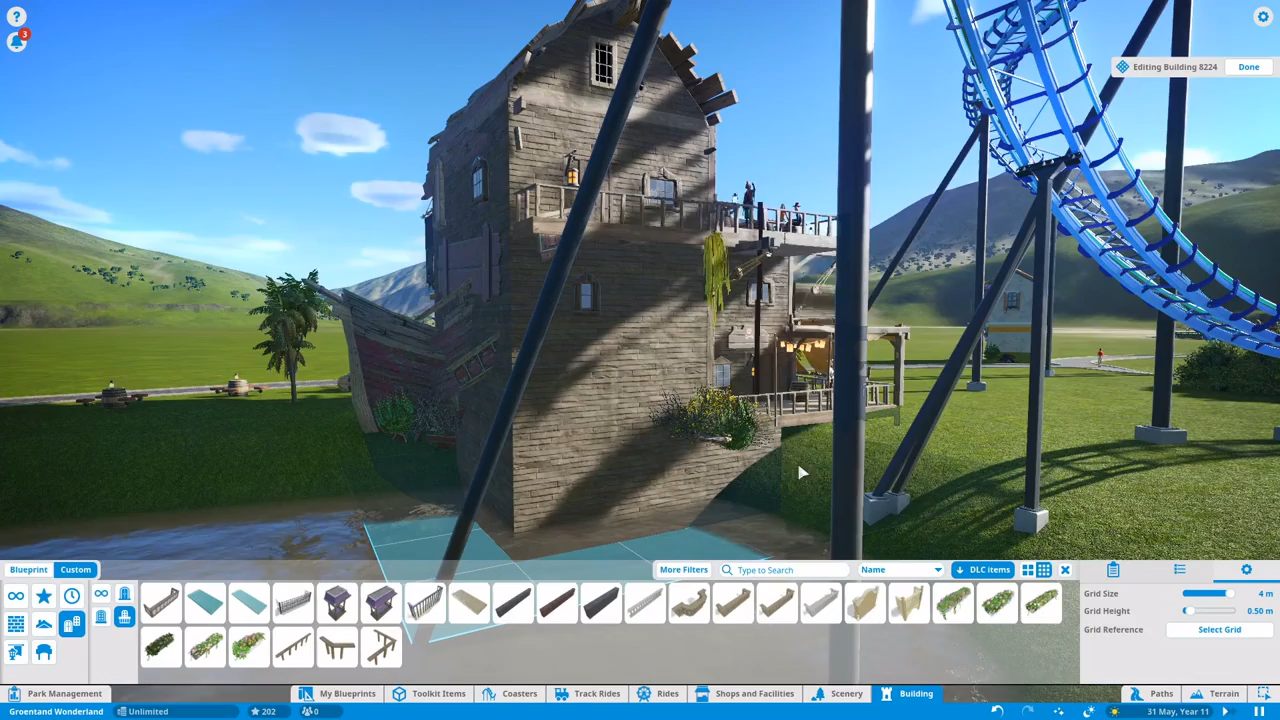 ?
3
Editing Building 8224
Done
Blueprint
Custom
More Filters
Type to Search
Name
DLC items
Grid Size
4 m
Grid Height
0.50 m
Grid Reference
Select Grid
Park Management
My Blueprints
Toolkit Items
Coasters
Track Rides
Rides
Shops and Facilities
Scenery
Building
Paths
Terrain
Groentand Wonderland
Unlimited
202
0
31 May, Year 11